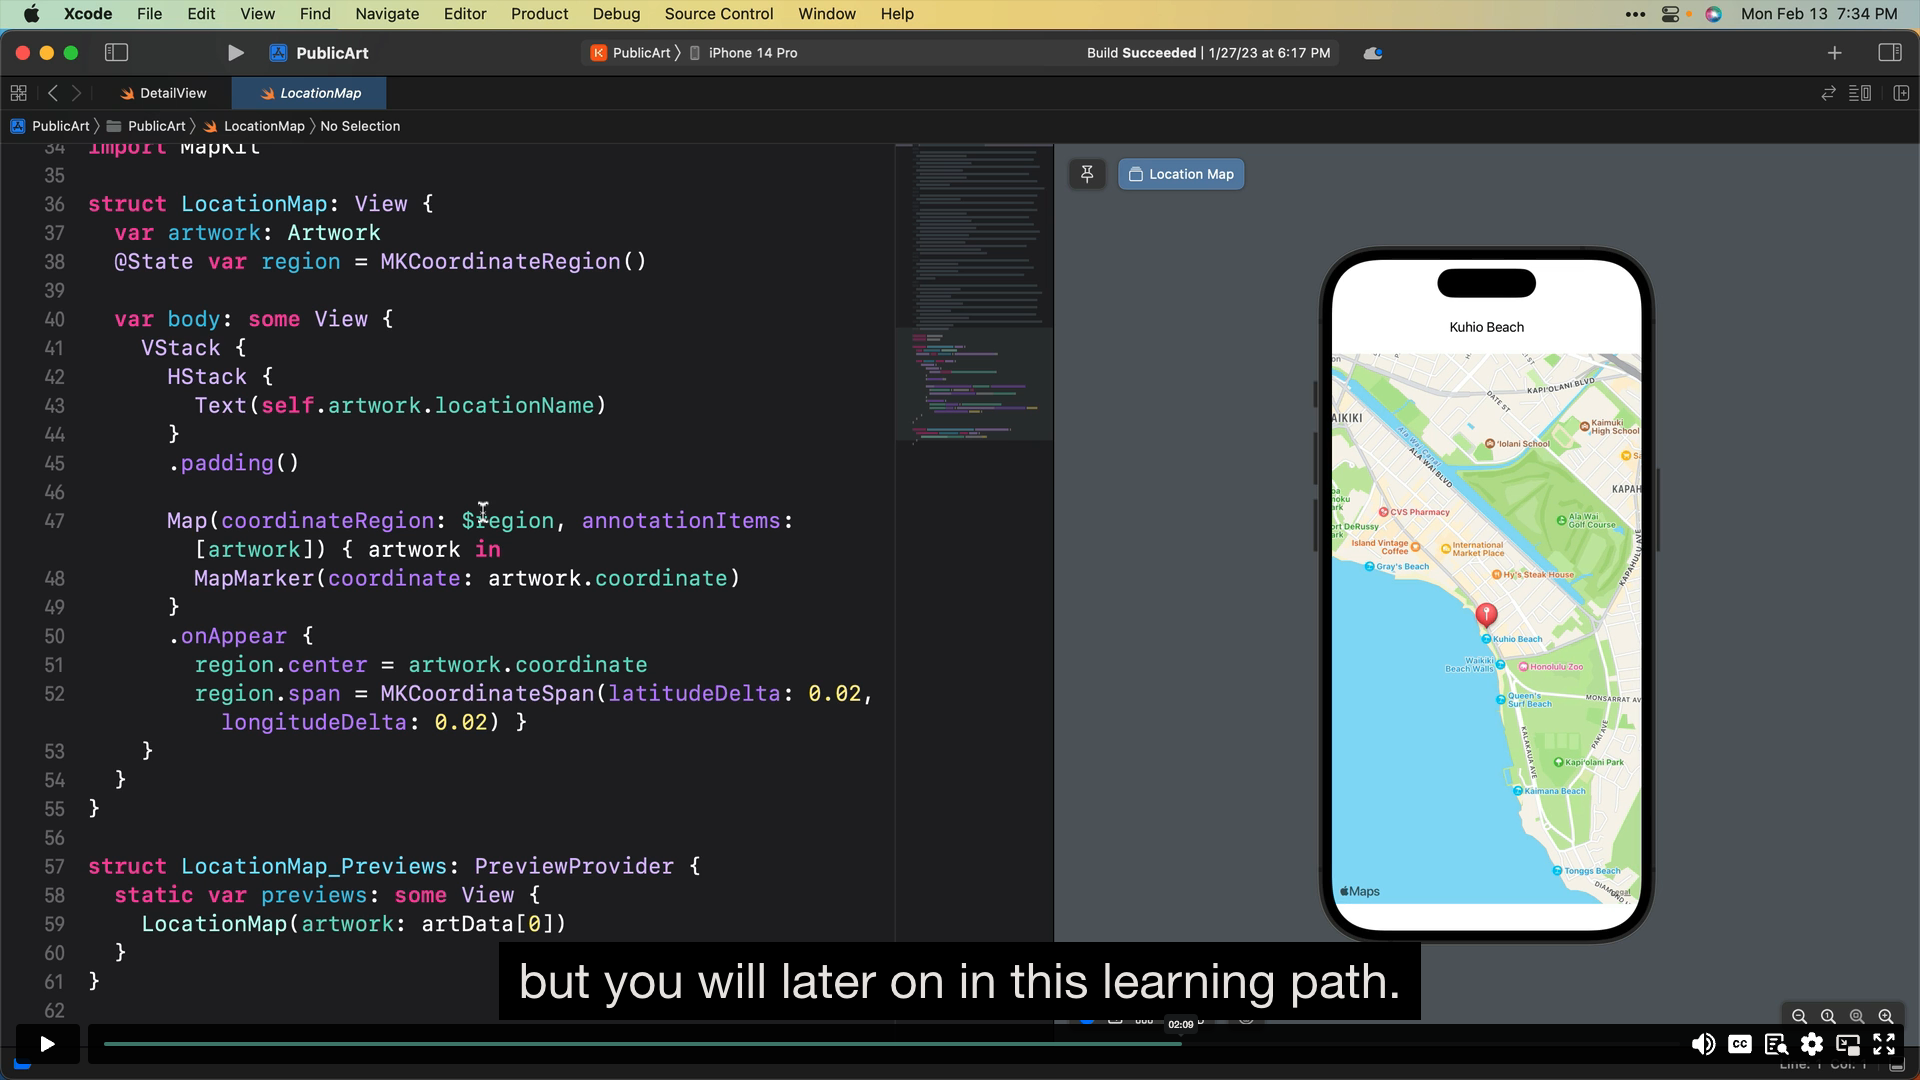 Xcode File Edit View Find Navigate Editor Product Debug Source Control Window Help Mon Feb 13 7:34 PM
PublicArt PublicArt iPhone 14 Pro Build Succeeded | 1/27/23 at 6:17 PM
DetailView LocationMap
PublicArt PublicArt LocationMap No Selection
34 import MapKit
35
36 struct LocationMap: View {
37 var artwork: Artwork
38 @State var region = MKCoordinateRegion()
39
40 var body: some View {
41 VStack {
42 HStack {
43 Text(self.artwork.locationName)
44 }
45 .padding()
46
47 Map(coordinateRegion: $region, annotationItems:
[artwork]) { artwork in
48 MapMarker(coordinate: artwork.coordinate)
49 }
50 .onAppear {
51 region.center = artwork.coordinate
52 region.span = MKCoordinateSpan(latitudeDelta: 0.02,
longitudeDelta: 0.02) }
53 }
54 }
55 }
56
57 struct LocationMap_Previews: PreviewProvider {
58 static var previews: some View {
59 LocationMap(artwork: artData[0])
60 }
61 }
62
Location Map
Kuhio Beach
KAPI'OLANI BLVD
DATE ST
AIKIKI
Kaimuki
High School
'Iolani School
Ala Wai Canal
ALA WAI BLVD
KAPAH
CVS Pharmacy
ort DeRussy
Ala Wai
Golf Course
Island Vintage
Coffee
International
Market Place
KAPAHULU AVE
Gray's Beach
Hy's Steak House
Kuhio Beach
Waikiki
Beach Walls
Honolulu Zoo
Queen's
Surf Beach
MONSARRAT AV
KALAKAUA AVE
PAKI AVE
Kapi'olani Park
Kaimana Beach
Tonggs Beach
Maps
Legal
but you will later on in this learning path.
02:09
CC